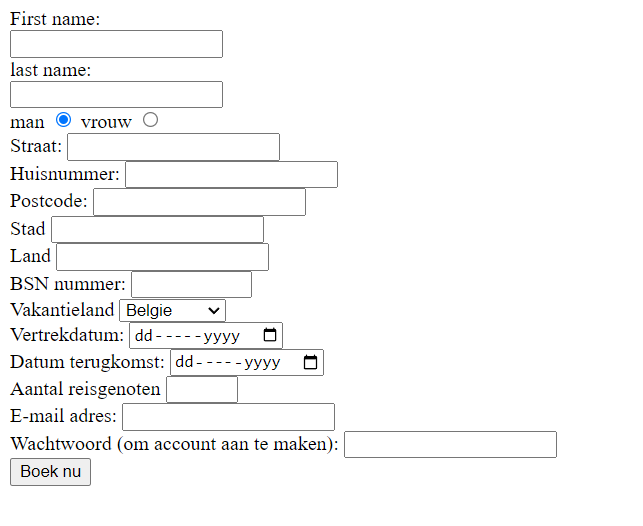 First name:
last name:
man vrouw
Straat:
Huisnummer:
Postcode:
Stad
Land
BSN nummer:
Vakantieland Belgie
Vertrekdatum: dd-----yyyy
Datum terugkomst: dd-----yyyy
Aantal reisgenoten
E-mail adres:
Wachtwoord (om account aan te maken):
Boek nu